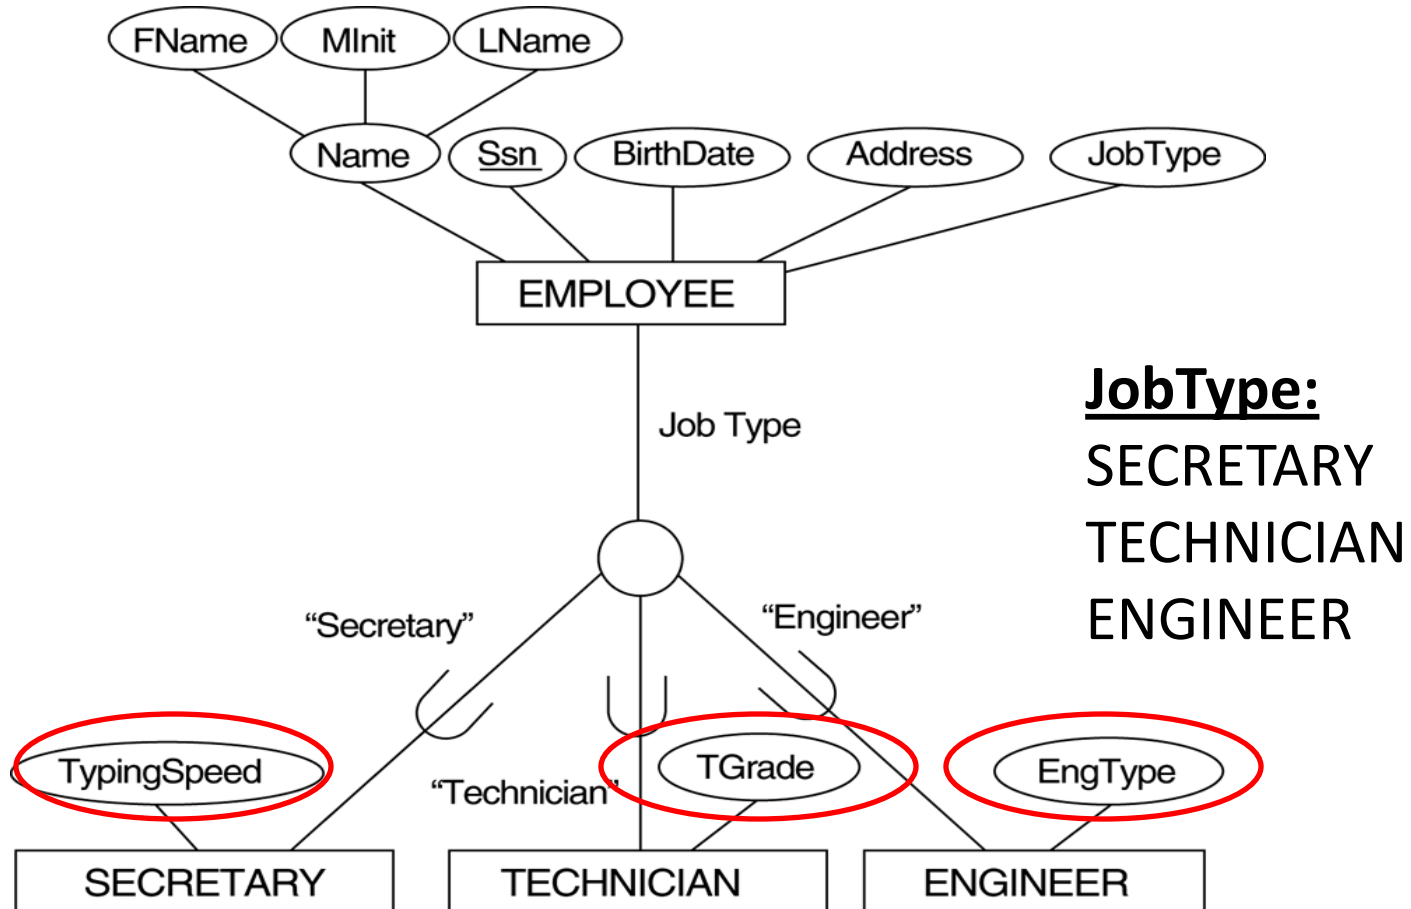 FName MInit LName
Name Ssn BirthDate Address JobType
EMPLOYEE
Job Type
JobType:
SECRETARY
TECHNICIAN
ENGINEER
“Secretary”
“Engineer”
“Technician”
TypingSpeed
TGrade
EngType
SECRETARY
TECHNICIAN
ENGINEER